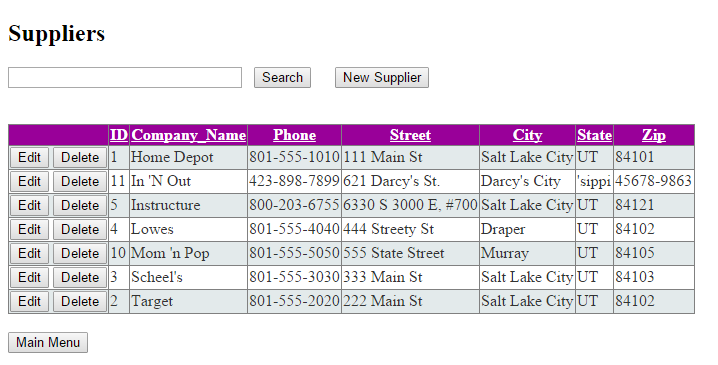 Suppliers
Search New Supplier
ID Company_Name Phone Street City State Zip
Edit Delete 1 Home Depot 801-555-1010 111 Main St Salt Lake City UT 84101
Edit Delete 11 In 'N Out 423-898-7899 621 Darcy's St. Darcy's City 'sippi 45678-9863
Edit Delete 5 Instructure 800-203-6755 6330 S 3000 E, #700 Salt Lake City UT 84121
Edit Delete 4 Lowes 801-555-4040 444 Streety St Draper UT 84102
Edit Delete 10 Mom 'n Pop 801-555-5050 555 State Street Murray UT 84105
Edit Delete 3 Scheel's 801-555-3030 333 Main St Salt Lake City UT 84103
Edit Delete 2 Target 801-555-2020 222 Main St Salt Lake City UT 84102
Main Menu